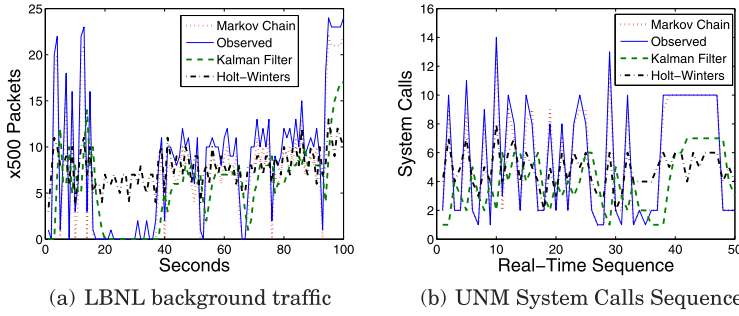 25
20
15
10
5
0
x500 Packets
0
20
40
60
80
100
Seconds
Markov Chain
Observed
Kalman Filter
Holt−Winters
(a) LBNL background traffic
16
14
12
10
8
6
4
2
0
System Calls
0
10
20
30
40
50
Real−Time Sequence
Markov Chain
Observed
Kalman Filter
Holt−Winters
(b) UNM System Calls Sequence